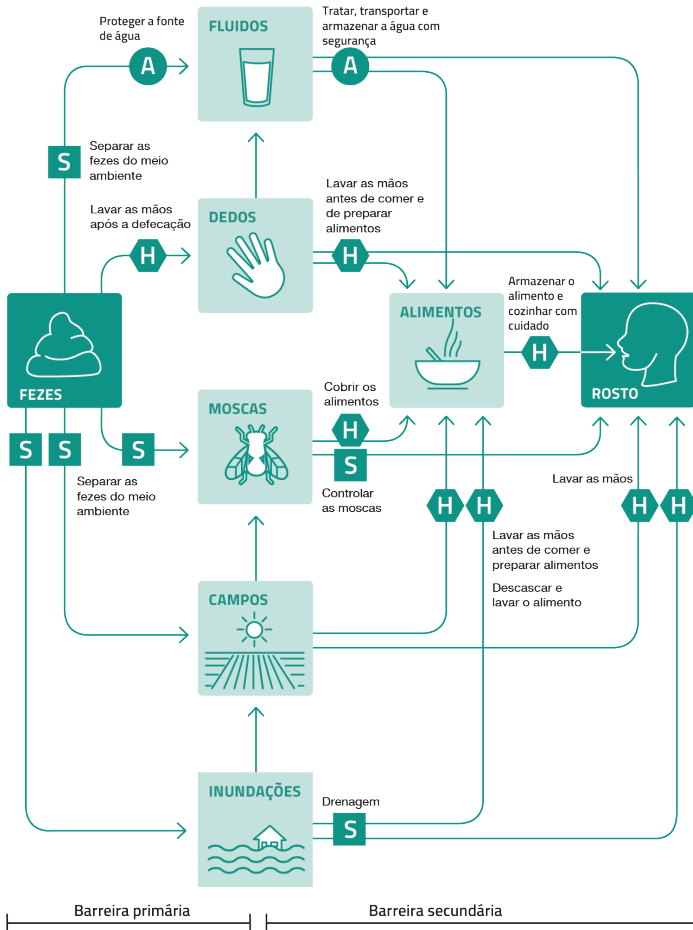 Proteger a fonte
de água
A
FLUIDOS
Tratar, transportar e
armazenar a água com
segurança
A
S
Separar as
fezes do meio
ambiente
Lavar as mãos
após a defecação
H
DEDOS
Lavar as mãos
antes de comer e
de preparar
alimentos
H
FEZES
ALIMENTOS
Armazenar o
alimento e
cozinhar com
cuidado
H
ROSTO
S
S
S
Separar as
fezes do meio
ambiente
MOSCAS
Cobrir os
alimentos
H
S
Controlar
as moscas
H
H
Lavar as mãos
antes de comer e
preparar alimentos
Descascar e
lavar o alimento
Lavar as mãos
H
H
CAMPOS
INUNDAÇÕES
Drenagem
S
Barreira primária
Barreira secundária